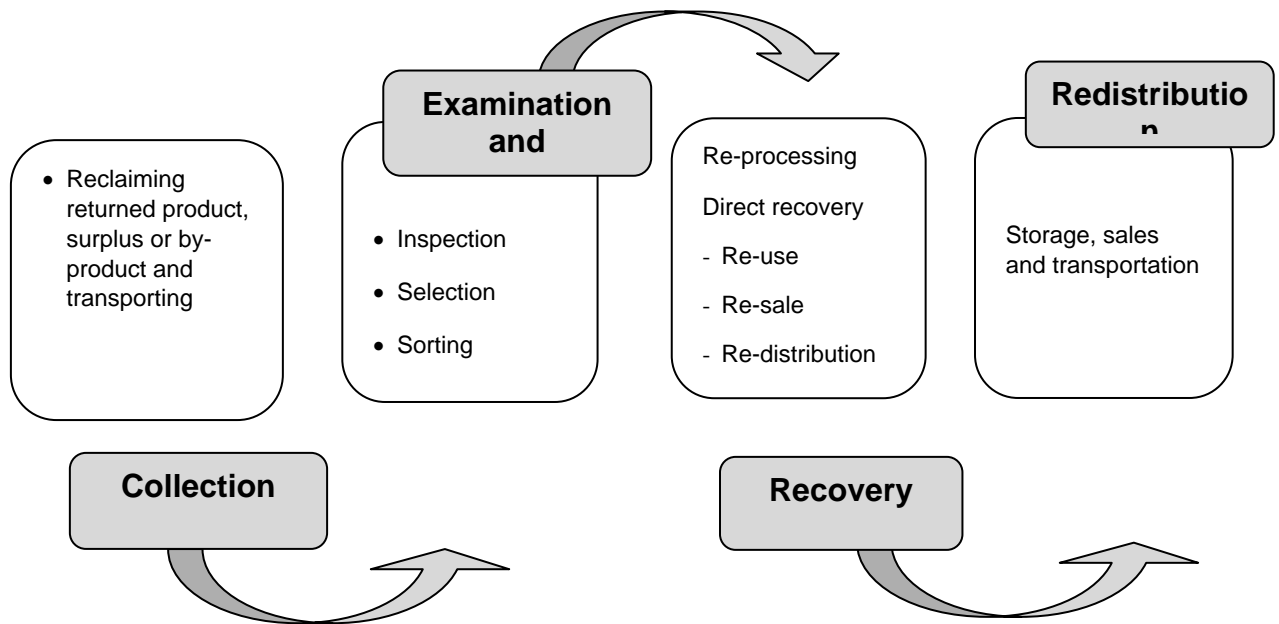 • Reclaiming
returned product,
surplus or by-
product and
transporting
Collection
Examination
and
• Inspection
• Selection
• Sorting
Re-processing
Direct recovery
- Re-use
- Re-sale
- Re-distribution
Recovery
Redistributio
n
Storage, sales
and transportation